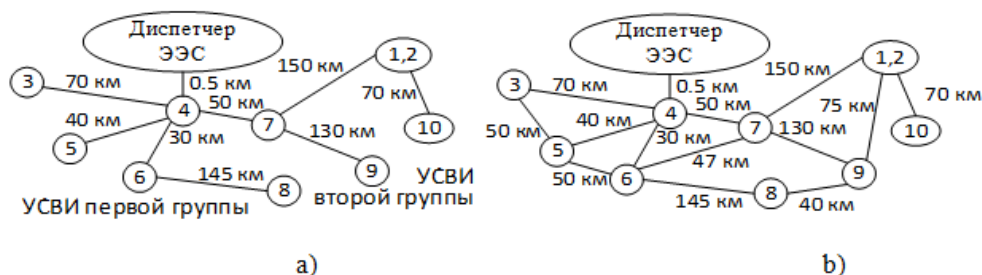 Диспетчер
ЭЭС
3
70 км
0.5 км
150 км
1,2
4
50 км
70 км
40 км
7
10
30 км
130 км
5
6
145 км
8
9
УСВИ
УСВИ первой группы
второй группы
а)
Диспетчер
ЭЭС
3
70 км
0.5 км
150 км
1,2
4
50 км
75 км
70 км
40 км
30 км
7
130 км
10
50 км
5
47 км
50 км
6
145 км
8
9
40 км
b)